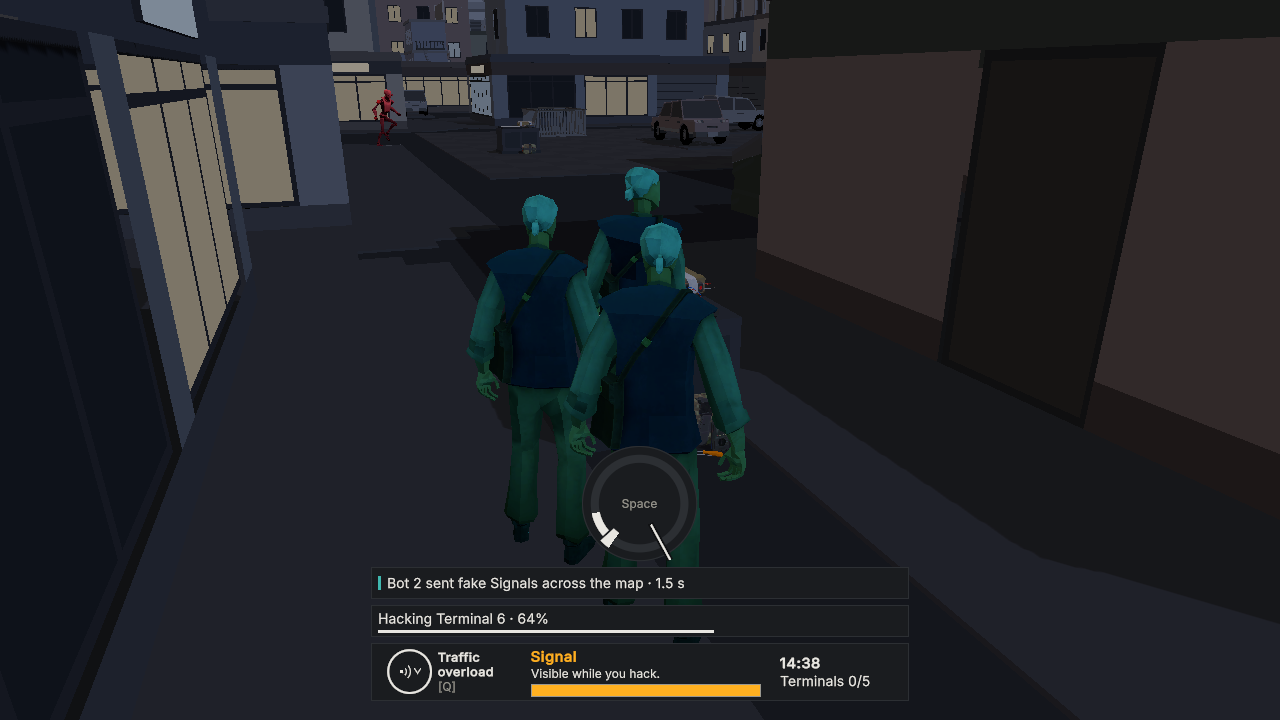 Space
Bot 2 sent fake Signals across the map · 1.5 s
Hacking Terminal 6 · 64%
Traffic
overload
[Q]
Signal
Visible while you hack.
14:38
Terminals 0/5